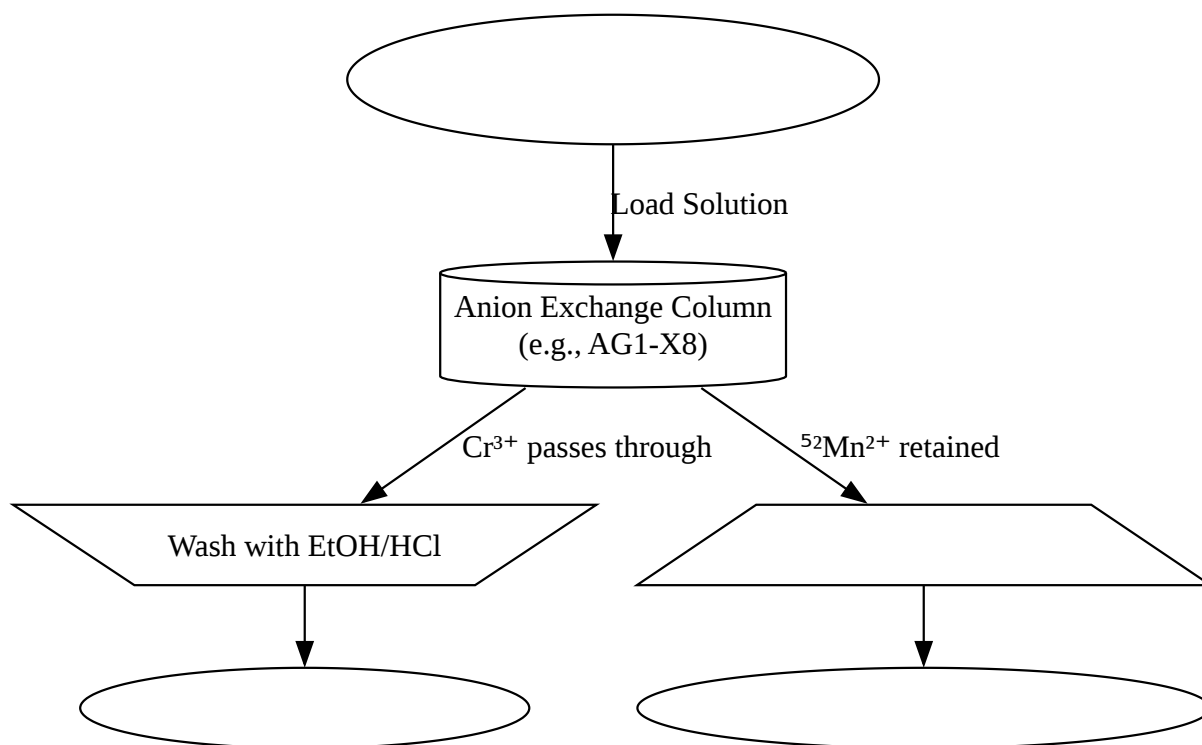 Load Solution
Anion Exchange Column
(e.g., AG1-X8)
Cr³⁺ passes through
⁵²Mn²⁺ retained
Wash with EtOH/HCl